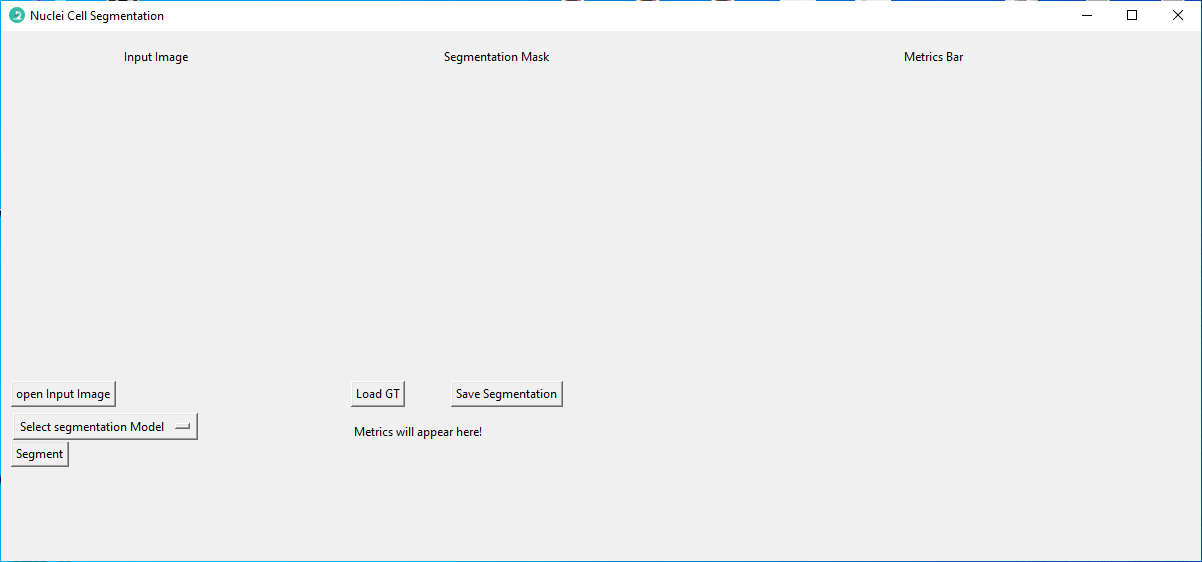 Nuclei Cell Segmentation
Input Image
Segmentation Mask
Metrics Bar
open Input Image
Load GT
Save Segmentation
Select segmentation Model
Metrics will appear here!
Segment